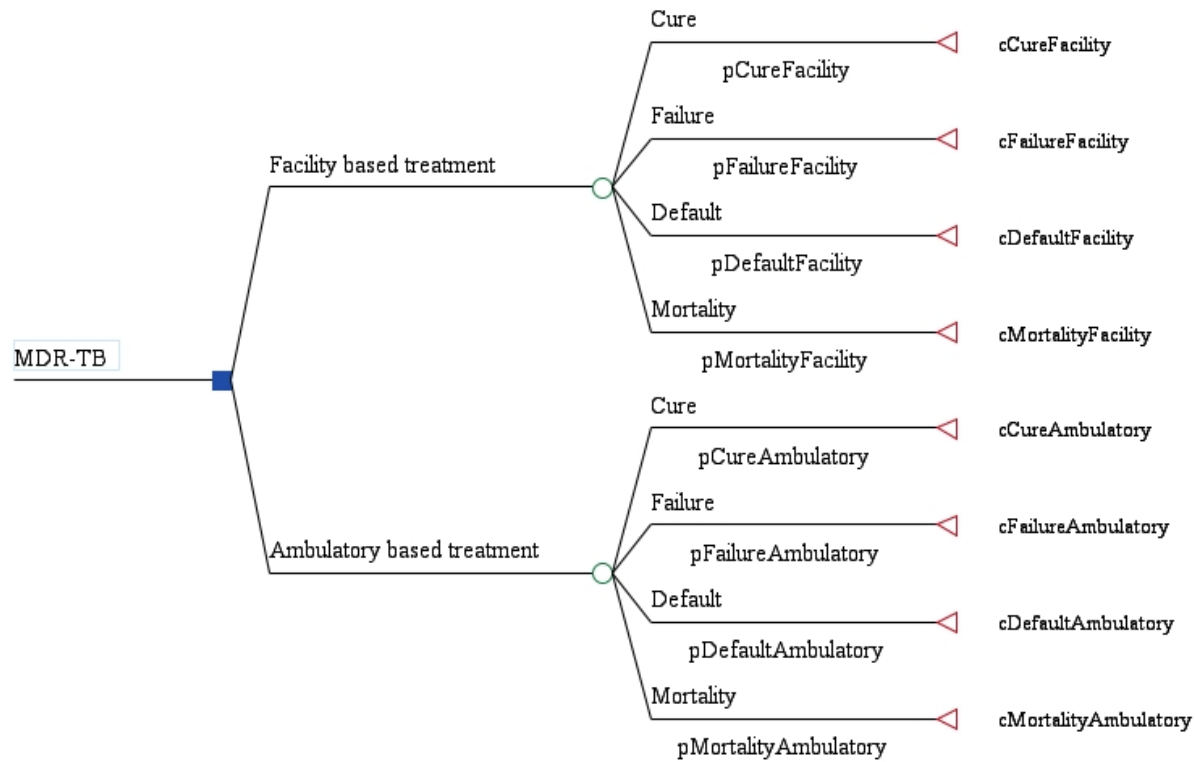 Cure
pCureFacility
cCureFacility
Failure
pFailureFacility
cFailureFacility
Facility based treatment
Default
pDefaultFacility
cDefaultFacility
Mortality
pMortalityFacility
cMortalityFacility
MDR-TB
Cure
pCureAmbulatory
cCureAmbulatory
Failure
pFailureAmbulatory
cFailureAmbulatory
Ambulatory based treatment
Default
pDefaultAmbulatory
cDefaultAmbulatory
Mortality
pMortalityAmbulatory
cMortalityAmbulatory